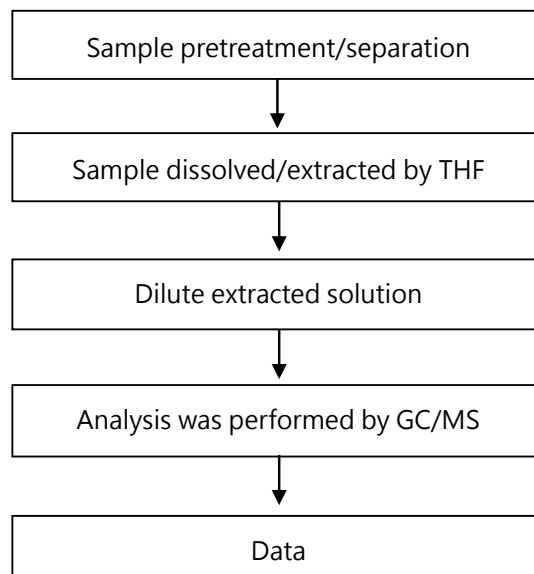 Sample pretreatment/separation
Sample dissolved/extracted by THF
Dilute extracted solution
Analysis was performed by GC/MS
Data